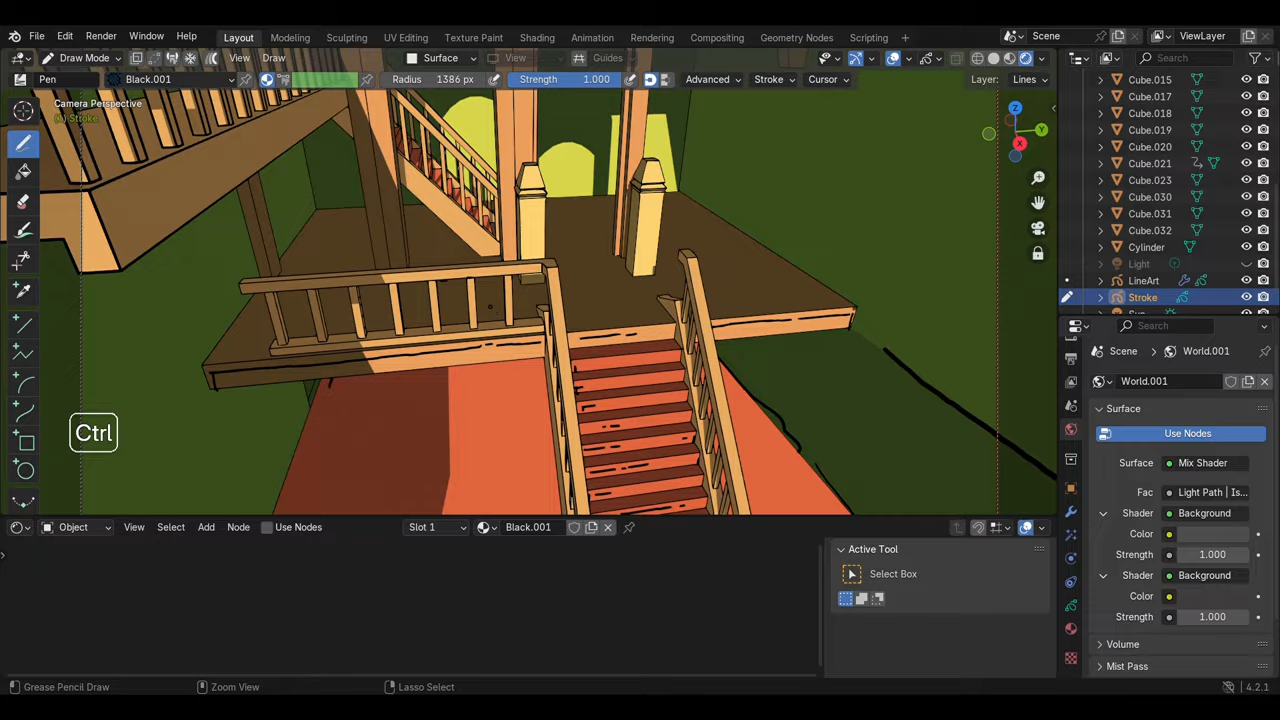 File Edit Render Window Help Layout Modeling Sculpting UV Editing Texture Paint Shading Animation Rendering Compositing Geometry Nodes Scripting + Scene ViewLayer
Draw Mode View Draw Surface View Guides Search
Pen Black.001 Radius 1386 px Strength 1.000 Advanced Stroke Cursor Layer: Lines
Cube.015
Camera Perspective
Cube.017
Stroke
Cube.018
Z
Cube.019
Y
X
Cube.020
Cube.021
Cube.023
Cube.030
Cube.031
Cube.032
Cylinder
Light
LineArt
Stroke
Search
Scene World.001
World.001
Surface
Ctrl
Use Nodes
Surface Mix Shader
Fac Light Path | Is...
Shader Background
Color
Strength 1.000
Shader Background
Color
Strength 1.000
Volume
Mist Pass
Object View Select Add Node Use Nodes Slot 1 Black.001
Active Tool
Select Box
Grease Pencil Draw Zoom View Lasso Select 4.2.1